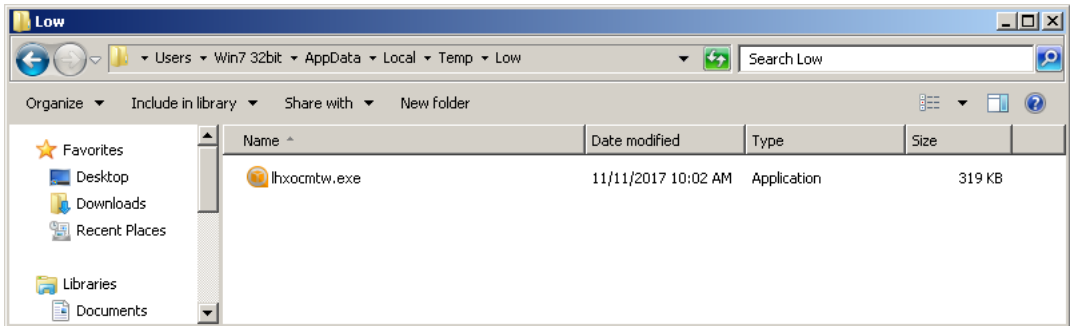 Low
Users Win7 32bit AppData Local Temp Low Search Low
Organize Include in library Share with New folder
Name Date modified Type Size
Favorites
lhxocmtw.exe 11/11/2017 10:02 AM Application 319 KB
Desktop
Downloads
Recent Places
Libraries
Documents